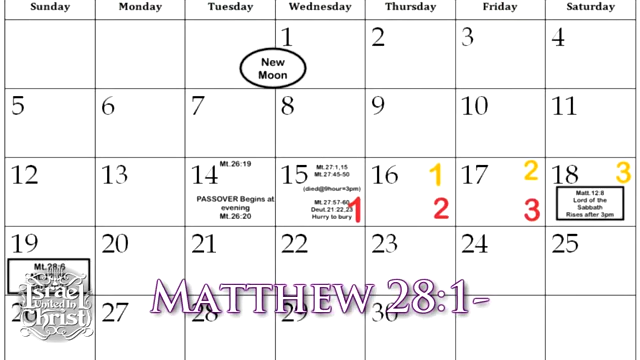 Sunday Monday Tuesday Wednesday Thursday Friday Saturday
1 2 3 4
New
Moon
5 6 7 8 9 10 11
12 13 14 15 16 17 18
Mt.26:19
PASSOVER Begins at
evening
Mt.26:20
Mt.27:1,15
Mt.27:45-50
(died@9hour=3pm)
Mt.27:57-60
Deut.21:22,23
Hurry to bury
1
1
2
2
3
3
Matt.12:8
Lord of the
Sabbath
Rises after 3pm
19 20 21 22 23 24 25
Mt.28:6
Israel
United In
Christ
MATTHEW 28:1-
26 27 28 29 30